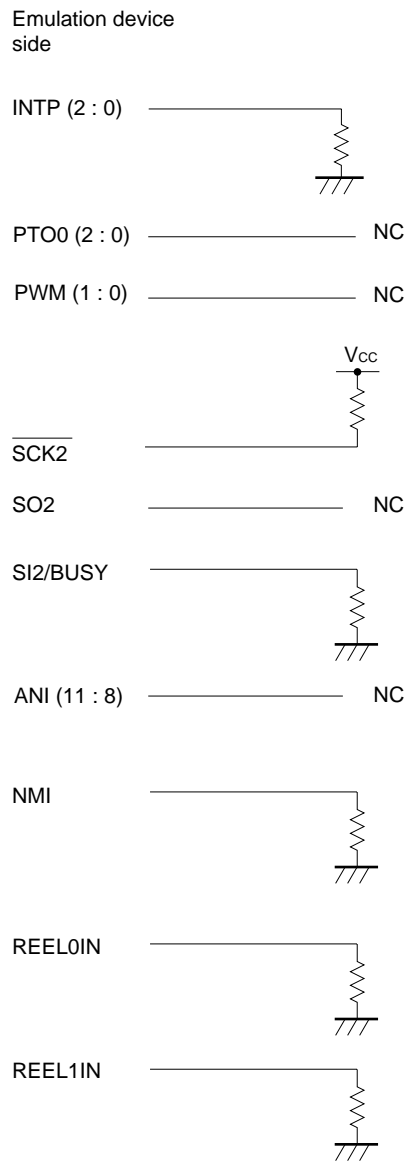 Emulation device
side
INTP (2 : 0)
PTO0 (2 : 0) NC
PWM (1 : 0) NC
Vcc
SCK2
SO2 NC
SI2/BUSY
ANI (11 : 8) NC
NMI
REEL0IN
REEL1IN